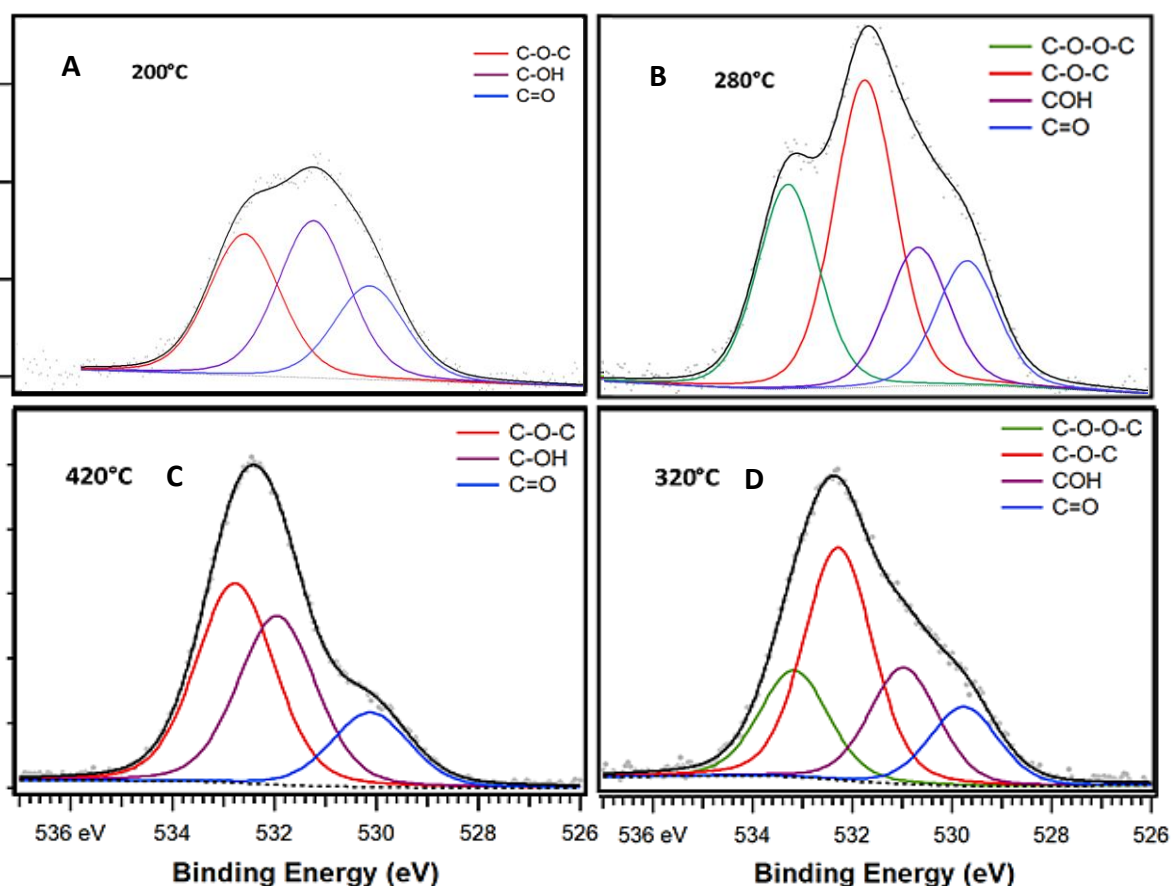 A
200°C
C-O-C
C-OH
C=O
B
280°C
C-O-O-C
C-O-C
COH
C=O
420°C C
C-O-C
C-OH
C=O
320°C D
C-O-O-C
C-O-C
COH
C=O
536 eV 534 532 530 528 526
Binding Energy (eV)
536 eV 534 532 530 528 526
Binding Energy (eV)